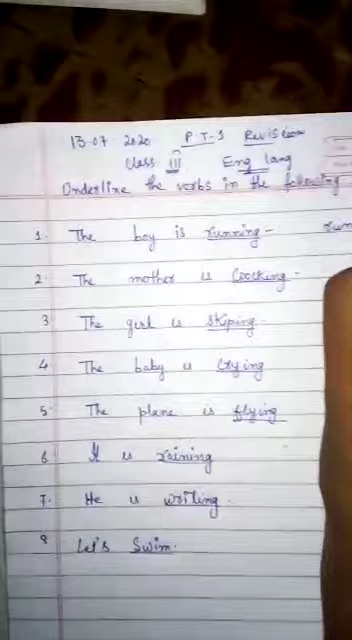 13-07 2020 P T-1 Revision
Class III Eng lang
Underline the verbs in the following
1. The boy is running - run
2. The mother is Coocking -
3 The girl is skiping.
4 The baby is Crying
5. The plane is flying
6. It is raining
7. He is writing.
8 Let's Swim.